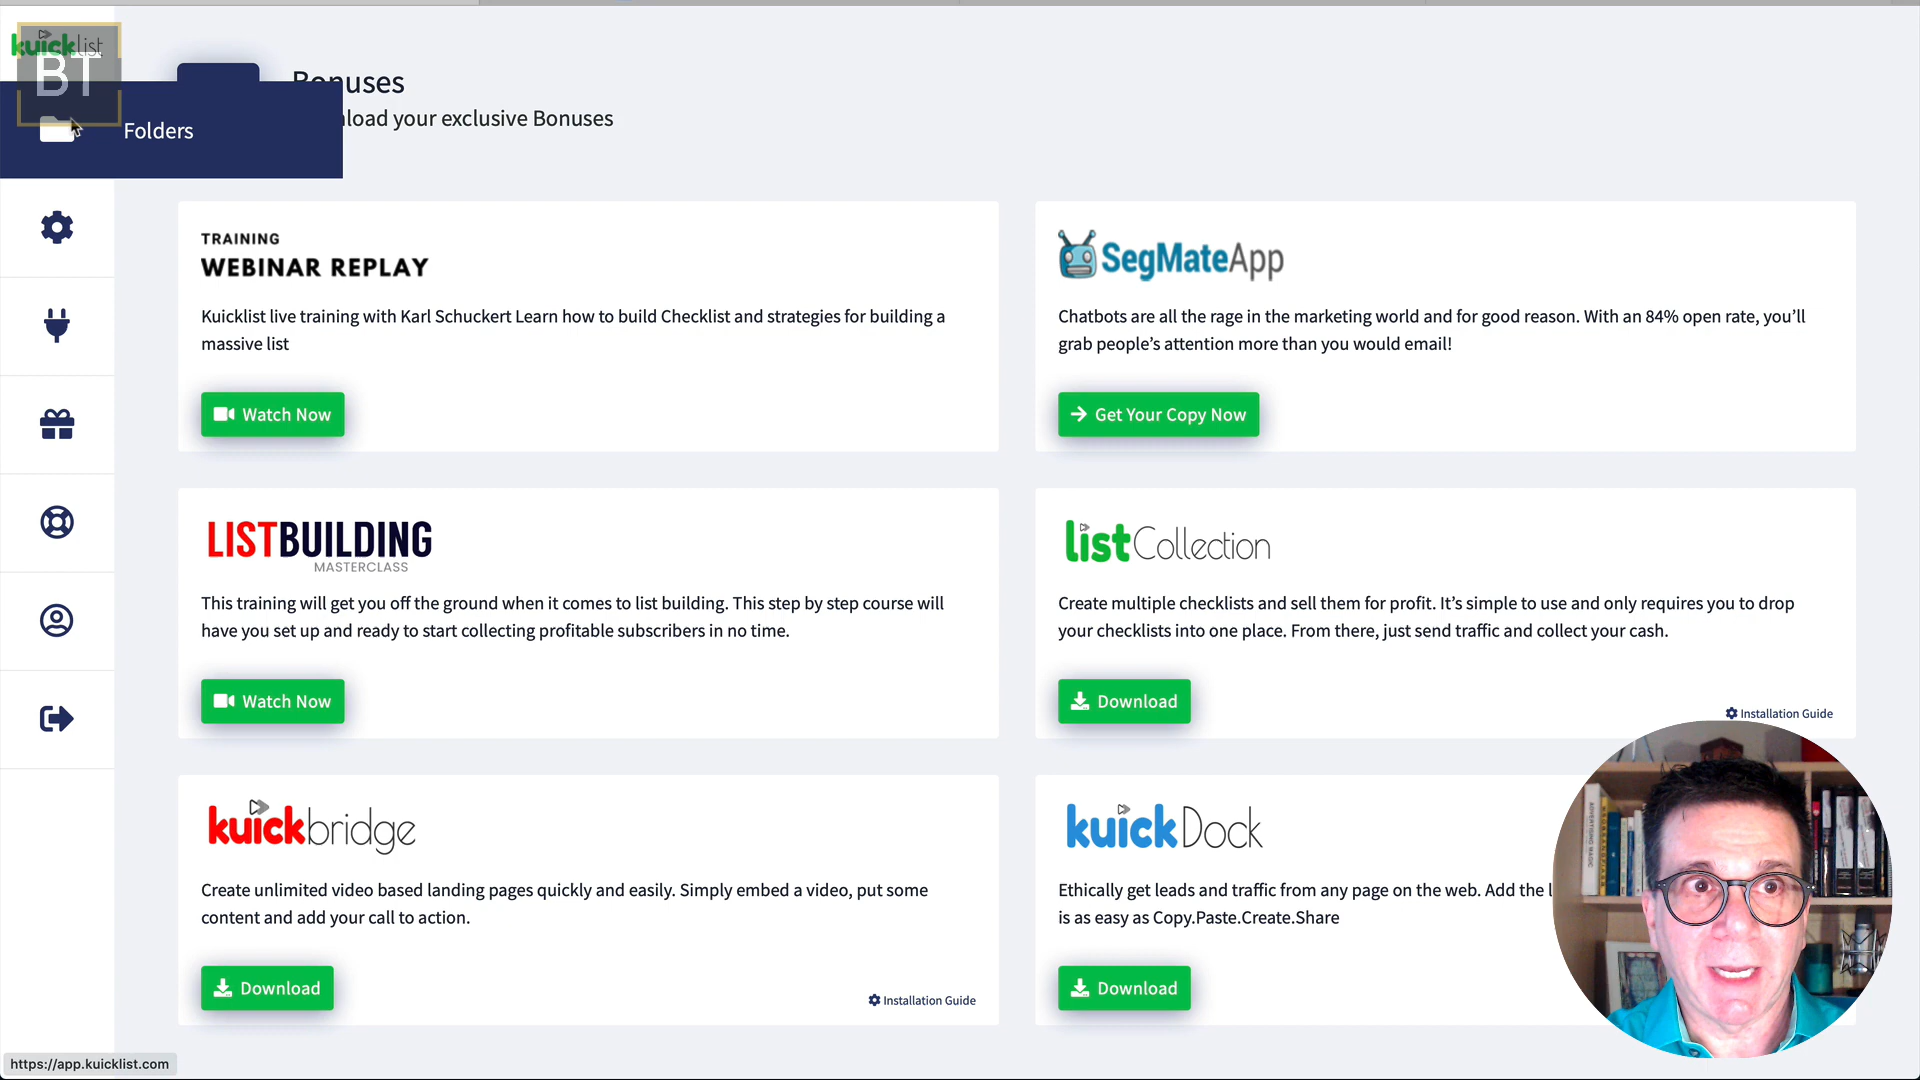 kuicklist
BT
Folders
Bonuses
load your exclusive Bonuses
TRAINING
WEBINAR REPLAY
Kuicklist live training with Karl Schuckert Learn how to build Checklist and strategies for building a
massive list
Watch Now
SegMateApp
Chatbots are all the rage in the marketing world and for good reason. With an 84% open rate, you’ll
grab people’s attention more than you would email!
Get Your Copy Now
LISTBUILDING
MASTERCLASS
This training will get you off the ground when it comes to list building. This step by step course will
have you set up and ready to start collecting profitable subscribers in no time.
Watch Now
listCollection
Create multiple checklists and sell them for profit. It’s simple to use and only requires you to drop
your checklists into one place. From there, just send traffic and collect your cash.
Download
Installation Guide
kuickbridge
Create unlimited video based landing pages quickly and easily. Simply embed a video, put some
content and add your call to action.
Download
Installation Guide
kuickDock
Ethically get leads and traffic from any page on the web. Add the l
is as easy as Copy.Paste.Create.Share
Download
https://app.kuicklist.com